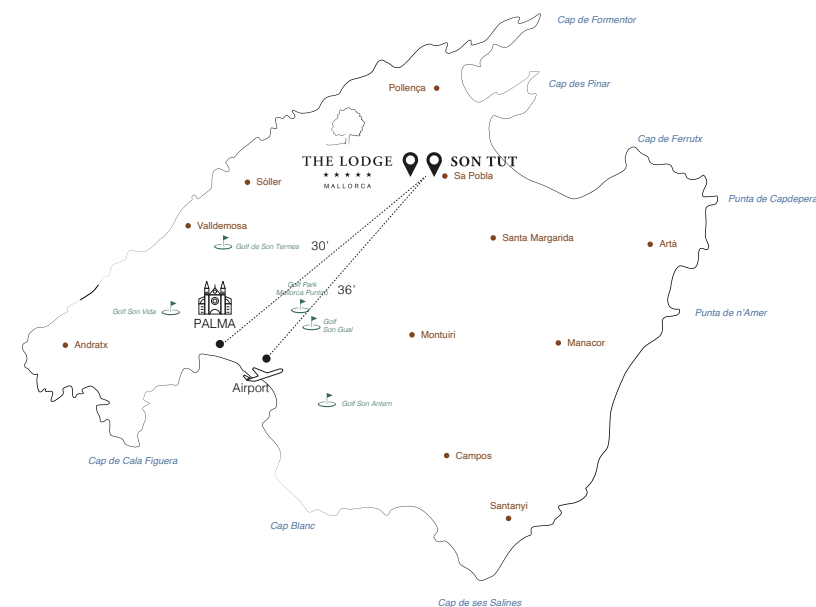 Cap de Formentor
Cap des Pinar
Pollença
Cap de Ferrutx
THE LODGE
★ ★ ★ ★ ★
MALLORCA
SON TUT
Sa Pobla
Sóller
Punta de Capdepera
Valldemosa
Santa Margarida
Artà
Golf de Son Termes
30'
Golf Park
Mallorca Puntiró
36'
Golf Son Vida
PALMA
Golf
Son Gual
Punta de n'Amer
Andratx
Montuiri
Manacor
Airport
Golf Son Antem
Cap de Cala Figuera
Campos
Santanyí
Cap Blanc
Cap de ses Salines